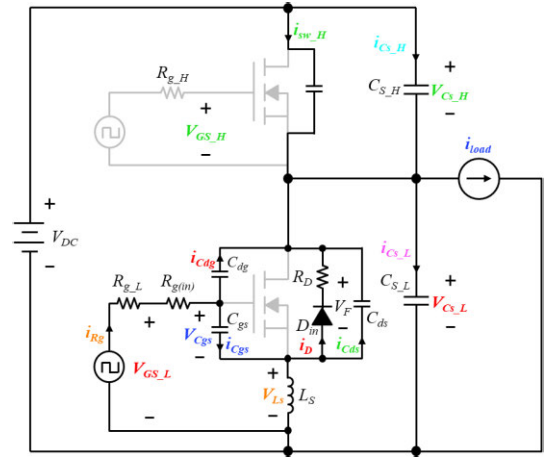 i_sw_H
i_Cs_H
R_g_H
+
+
C_S_H
V_Cs_H
V_GS_H
−
−
i_load
+
V_DC
−
i_Cdg
C_dg
R_D
+
i_Cs_L
R_g_L
R_g(in)
V_F
C_S_L
+
+
+
C_gs
D_in
−
C_ds
V_Cs_L
i_Rg
V_Cgs
i_Cgs
−
−
−
i_D
i_Cds
V_GS_L
+
V_Ls
L_S
−
−